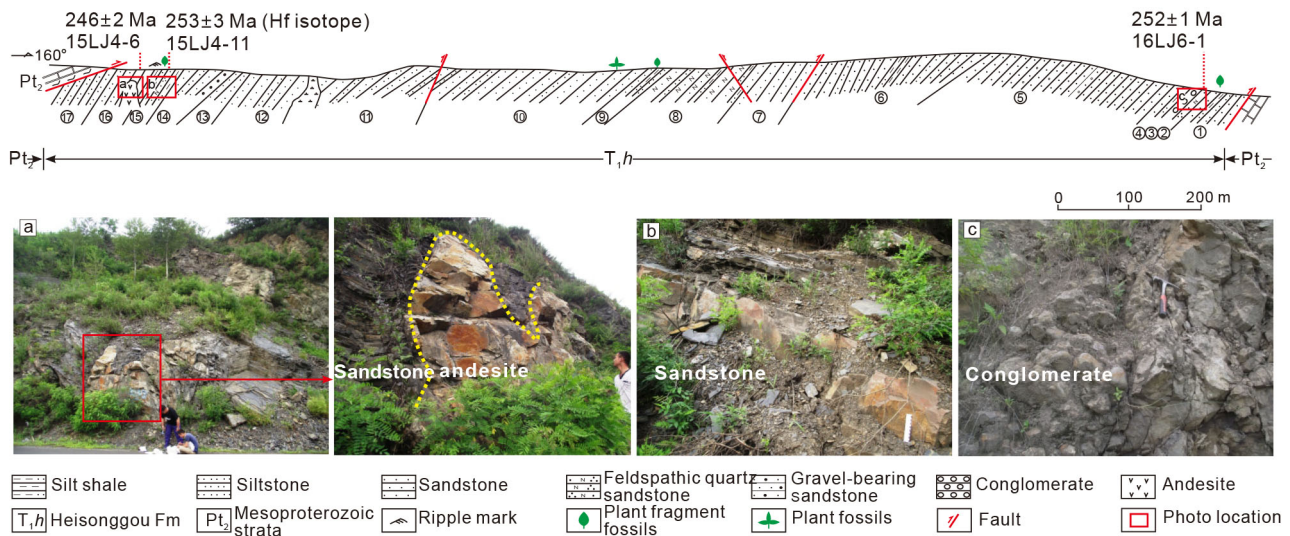 246±2 Ma
15LJ4-6
253±3 Ma (Hf isotope)
15LJ4-11
252±1 Ma
16LJ6-1
160°
Pt₂
a
b
c
⑰ ⑯ ⑮ ⑭ ⑬ ⑫ ⑪ ⑩ ⑨ ⑧ ⑦ ⑥ ⑤ ④③② ①
Pt₂ T₁h Pt₂
0 100 200 m
a
Sandstone andesite
b
Sandstone
c
Conglomerate
Silt shale
Siltstone
Sandstone
N N N
Feldspathic quartz
sandstone
Gravel-bearing
sandstone
Conglomerate
Andesite
T₁h Heisonggou Fm
Pt₂ Mesoproterozoic
strata
Ripple mark
Plant fragment
fossils
Plant fossils
Fault
Photo location